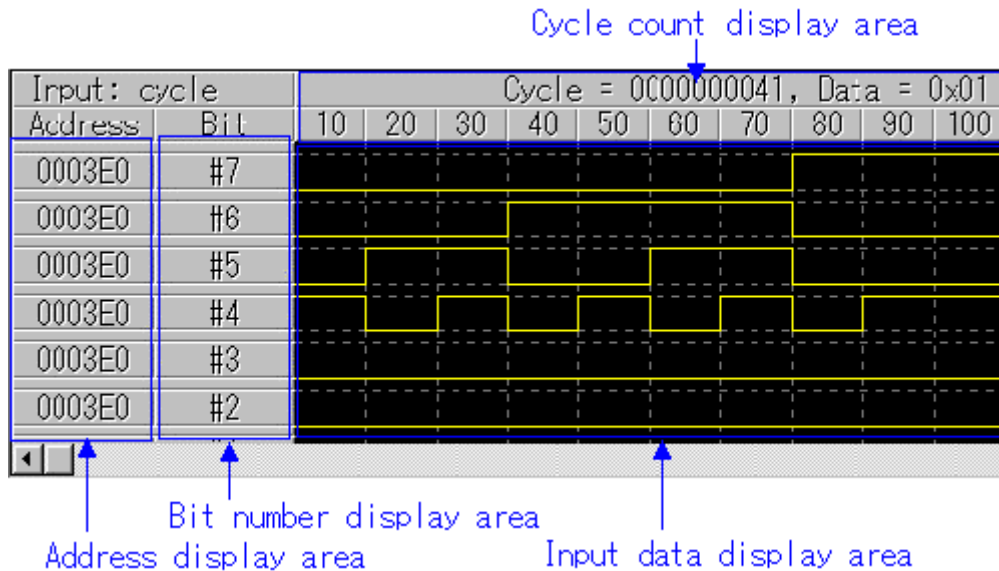 Cycle count display area
Input: cycle Cycle = 0000000041, Data = 0x01
Address Bit 10 20 30 40 50 60 70 80 90 100
0003E0 #7
0003E0 #6
0003E0 #5
0003E0 #4
0003E0 #3
0003E0 #2
Bit number display area
Address display area Input data display area